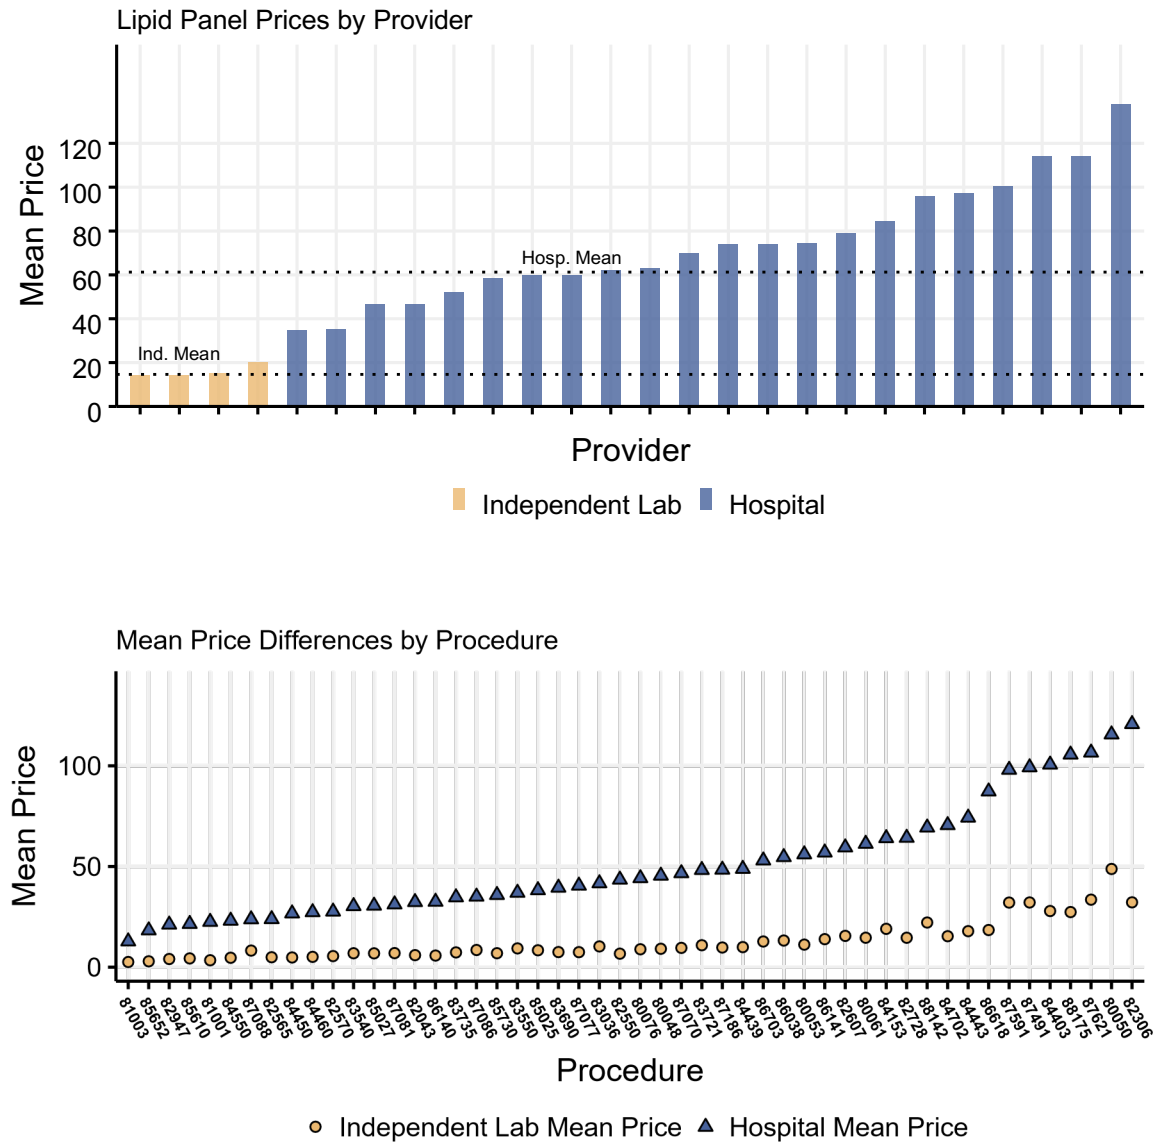 Lipid Panel Prices by Provider
Mean Price
120
100
80
60
40
20
0
Hosp. Mean
Ind. Mean
Provider
Independent Lab Hospital
Mean Price Differences by Procedure
Mean Price
100
50
0
81003 85652 82947 85610 81001 84550 87088 82565 84450 84460 82570 83540 85027 87081 82043 86140 83735 87086 85730 83550 85025 83690 87077 83036 82550 80076 80048 87070 83721 87186 84439 86703 86038 80053 86141 82607 80061 84153 82728 88142 84702 84443 86618 87591 87491 84403 88175 87621 80050 82306
Procedure
Independent Lab Mean Price Hospital Mean Price